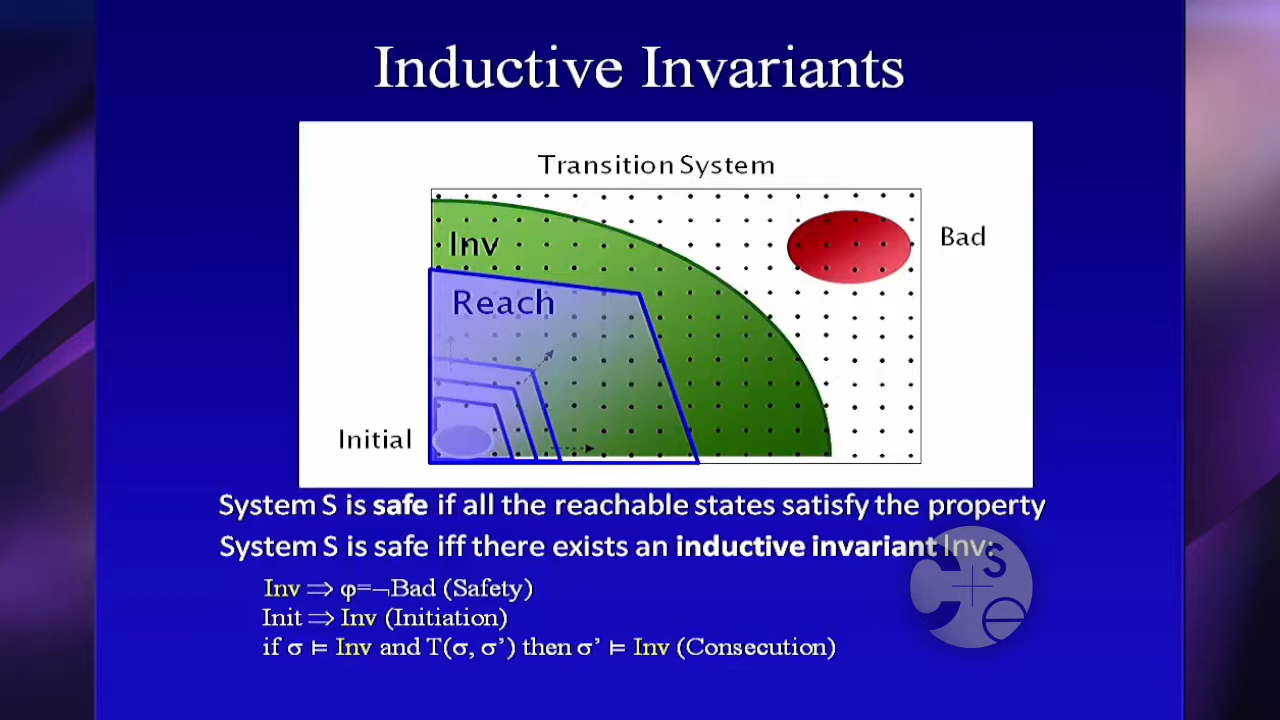 Inductive Invariants
Transition System
Inv
Bad
Reach
Initial
System S is safe if all the reachable states satisfy the property
System S is safe iff there exists an inductive invariant Inv:
Inv ⇒ φ=¬Bad (Safety)
Init ⇒ Inv (Initiation)
if σ ⊨ Inv and T(σ, σ’) then σ’ ⊨ Inv (Consecution)
C S
+
e